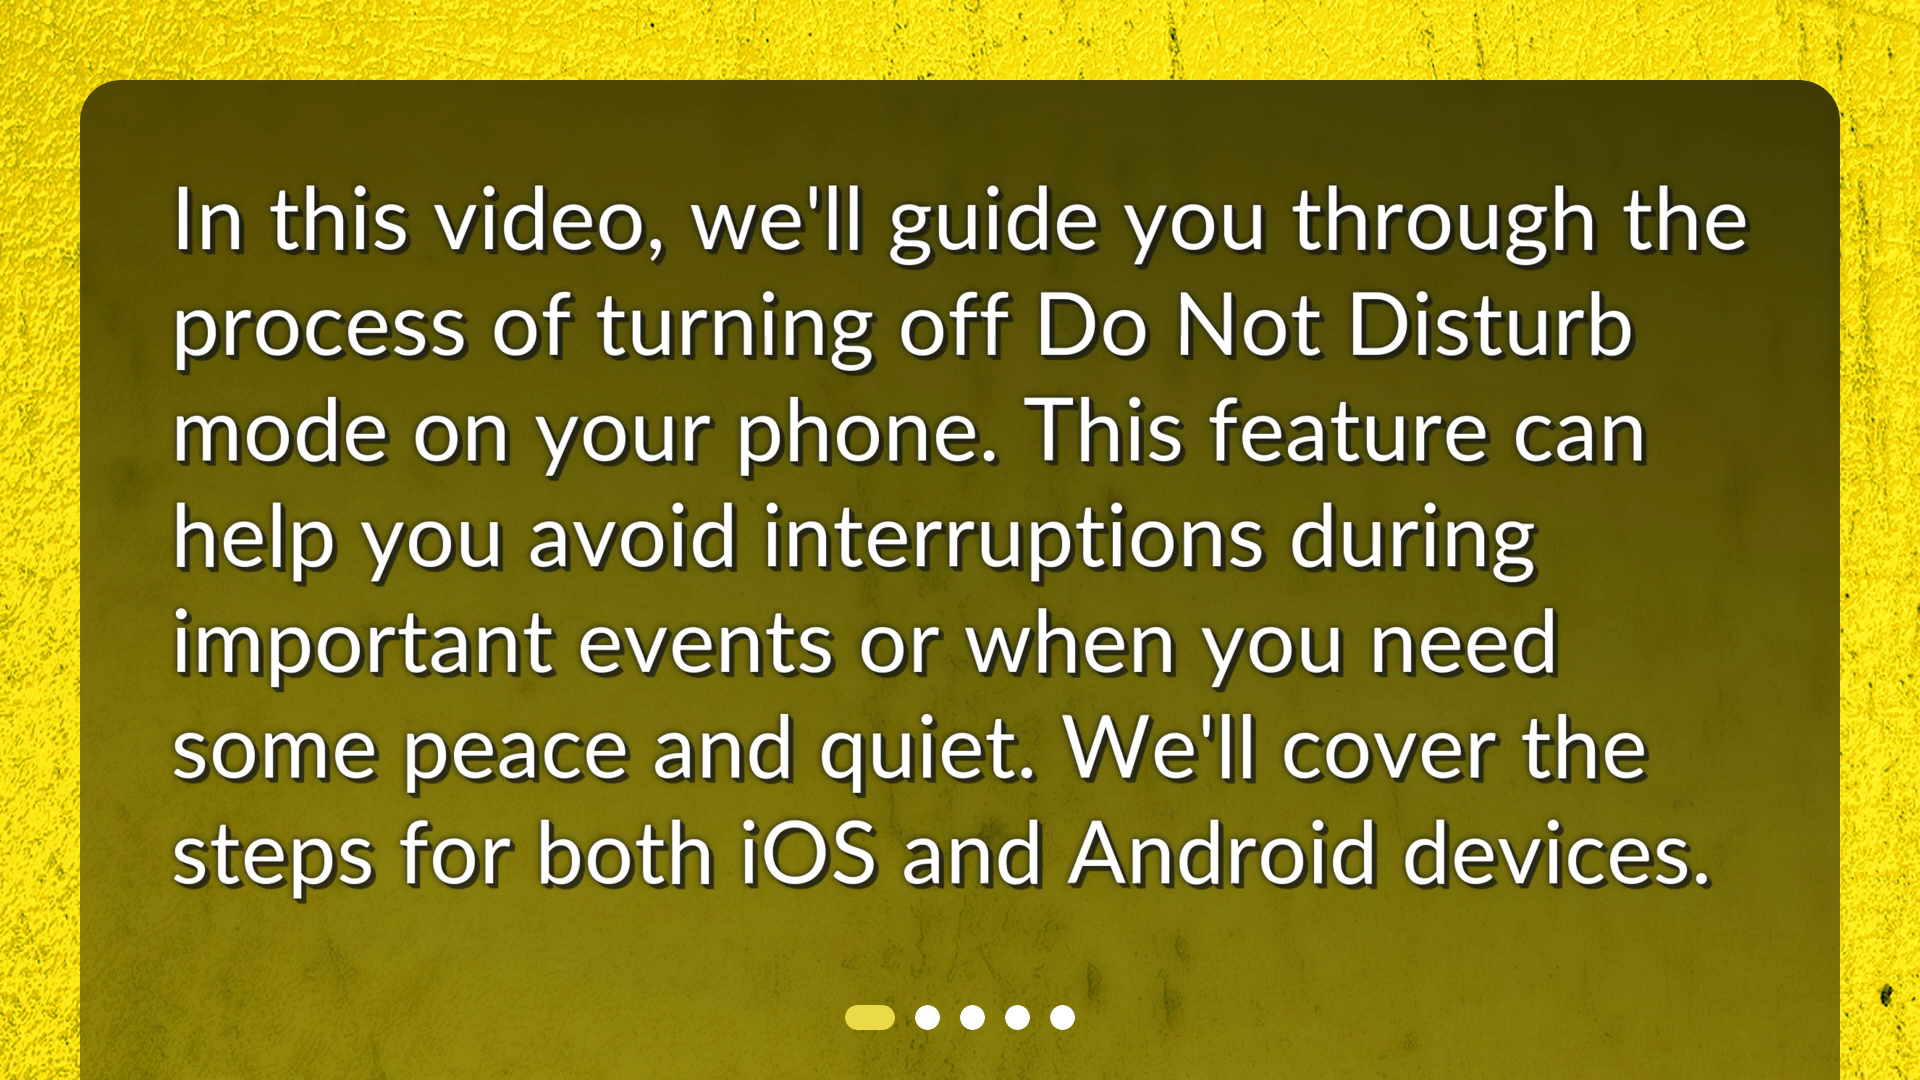 In this video, we'll guide you through the
process of turning off Do Not Disturb
mode on your phone. This feature can
help you avoid interruptions during
important events or when you need
some peace and quiet. We'll cover the
steps for both iOS and Android devices.